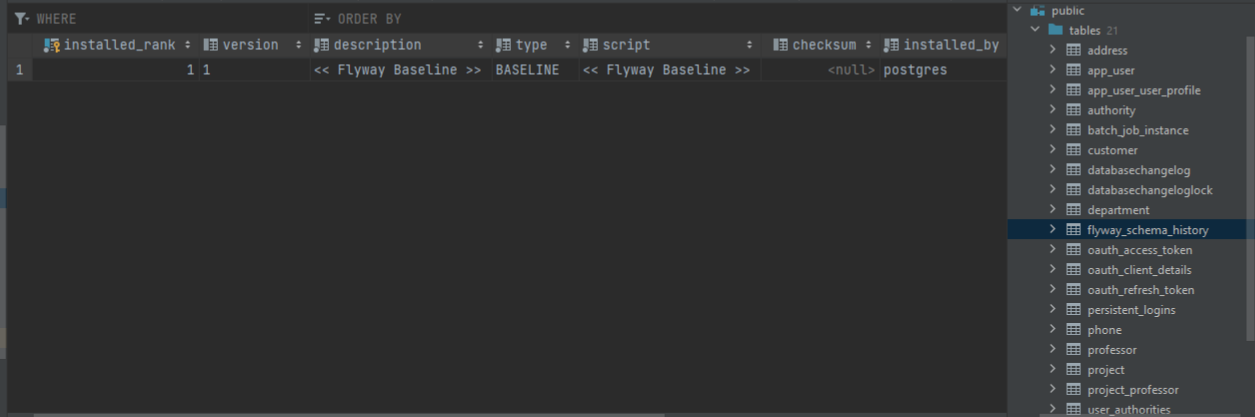 WHERE ORDER BY
installed_rank version description type script checksum installed_by
1 1 1 << Flyway Baseline >> BASELINE << Flyway Baseline >> <null> postgres
public
tables 21
address
app_user
app_user_user_profile
authority
batch_job_instance
customer
databasechangelog
databasechangeloglock
department
flyway_schema_history
oauth_access_token
oauth_client_details
oauth_refresh_token
persistent_logins
phone
professor
project
project_professor
user_authorities